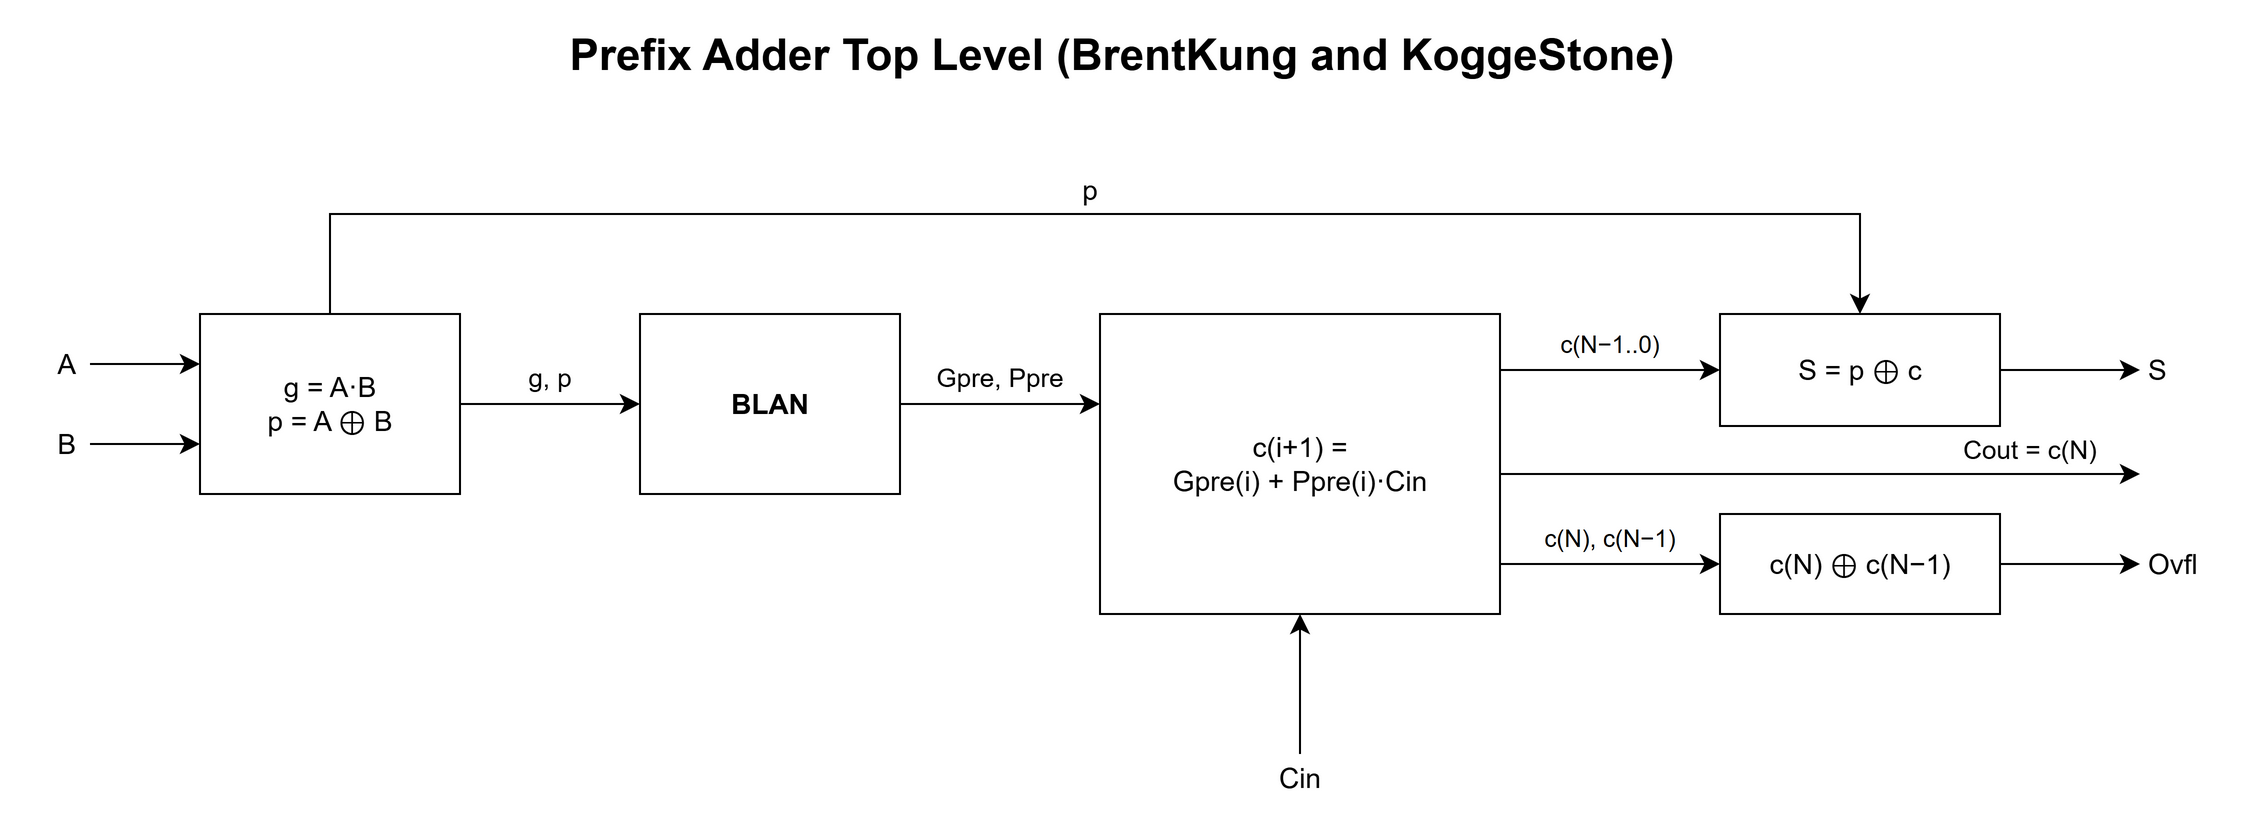 Prefix Adder Top Level (BrentKung and KoggeStone)
p
A
B
g = A·B
p = A ⊕ B
g, p
BLAN
Gpre, Ppre
c(i+1) =
Gpre(i) + Ppre(i)·Cin
Cin
c(N−1..0)
S = p ⊕ c
S
Cout = c(N)
c(N), c(N−1)
c(N) ⊕ c(N−1)
Ovfl